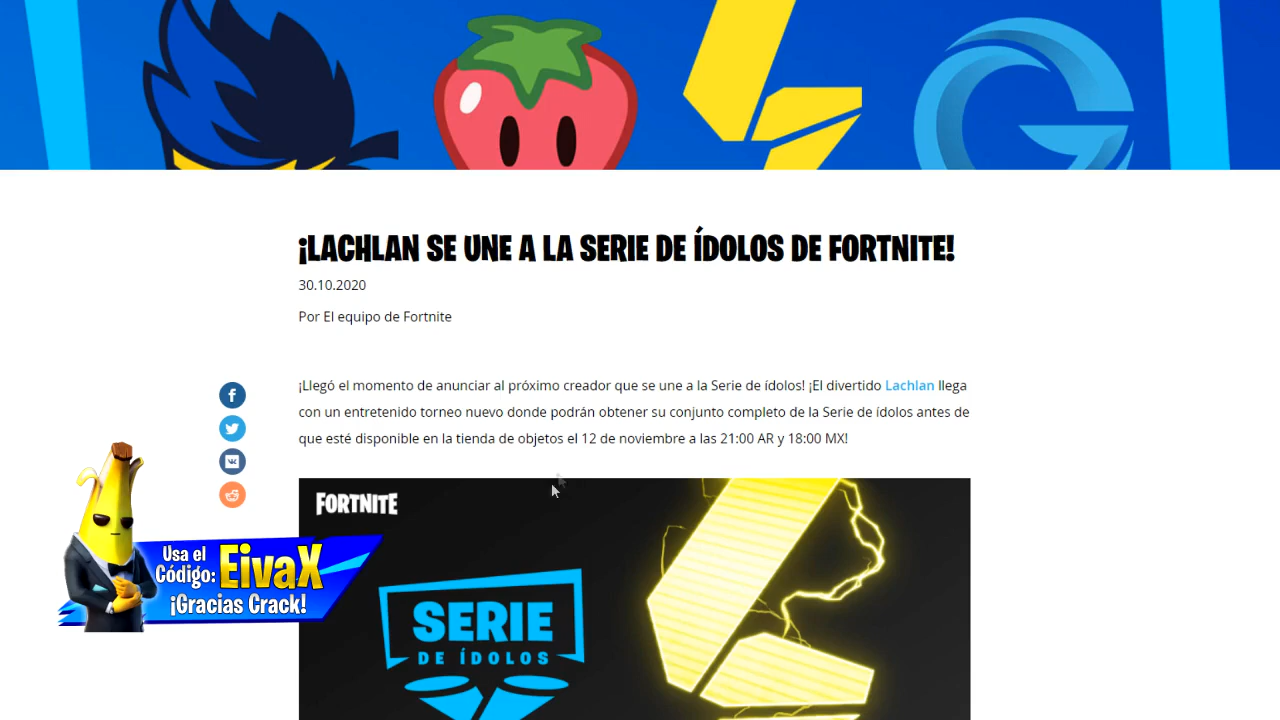 ¡LACHLAN SE UNE A LA SERIE DE ÍDOLOS DE FORTNITE!
30.10.2020
Por El equipo de Fortnite
¡Llegó el momento de anunciar al próximo creador que se une a la Serie de ídolos! ¡El divertido Lachlan llega
con un entretenido torneo nuevo donde podrán obtener su conjunto completo de la Serie de ídolos antes de
que esté disponible en la tienda de objetos el 12 de noviembre a las 21:00 AR y 18:00 MX!
FORTNITE
Usa el
Código: EivaX
¡Gracias Crack!
SERIE
DE ÍDOLOS